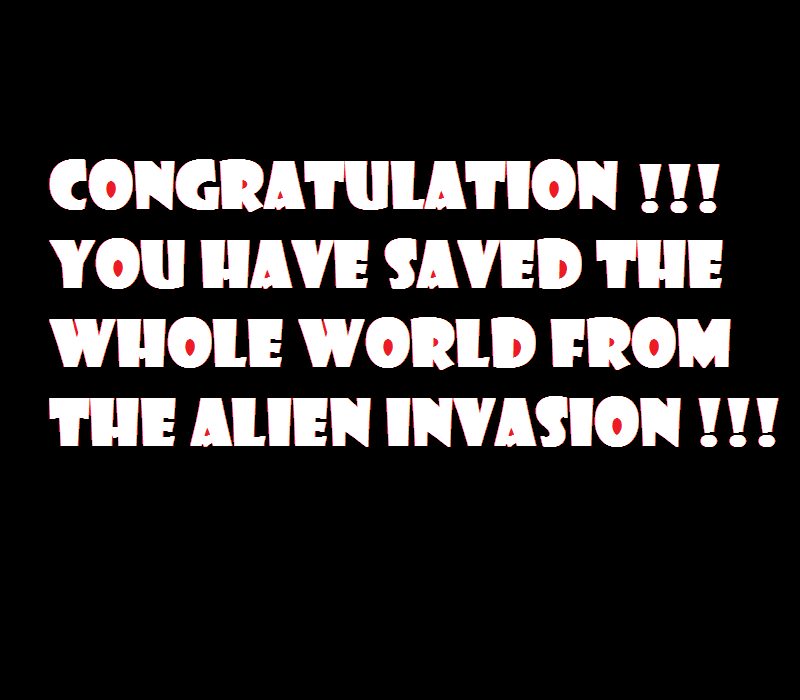 CONGRATULATION !!!
YOU HAVE SAVED THE
WHOLE WORLD FROM
THE ALIEN INVASION !!!